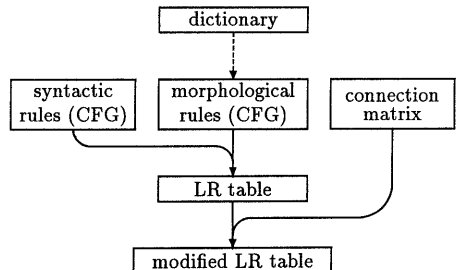 dictionary
syntactic
rules (CFG)
morphological
rules (CFG)
connection
matrix
LR table
modified LR table